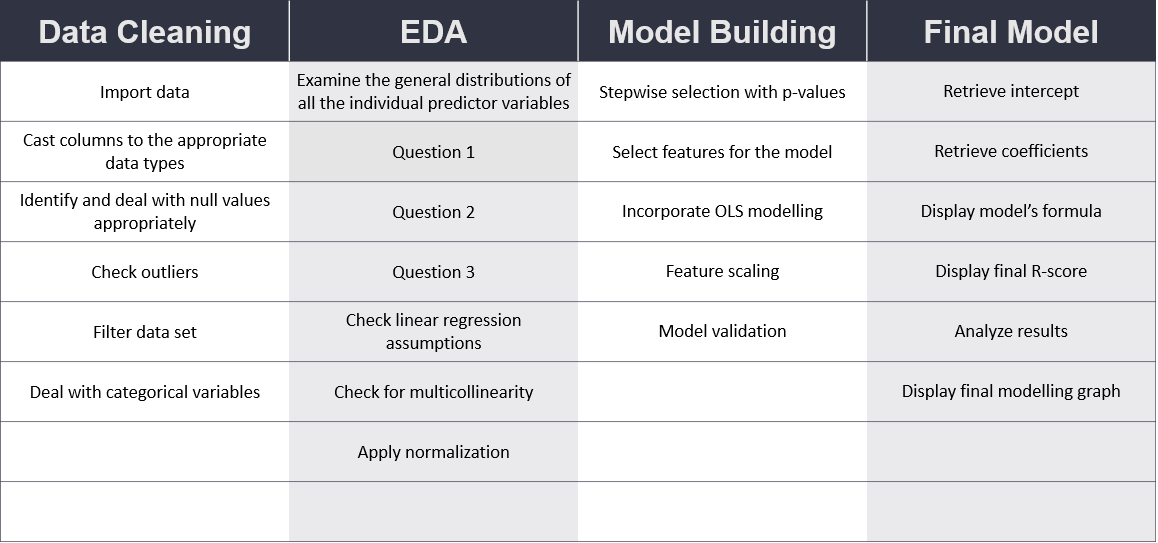 Data Cleaning EDA Model Building Final Model
Import data
Examine the general distributions of
all the individual predictor variables
Stepwise selection with p-values
Retrieve intercept
Cast columns to the appropriate
data types
Question 1
Select features for the model
Retrieve coefficients
Identify and deal with null values
appropriately
Question 2
Incorporate OLS modelling
Display model’s formula
Check outliers
Question 3
Feature scaling
Display final R-score
Filter data set
Check linear regression
assumptions
Model validation
Analyze results
Deal with categorical variables
Check for multicollinearity
Display final modelling graph
Apply normalization